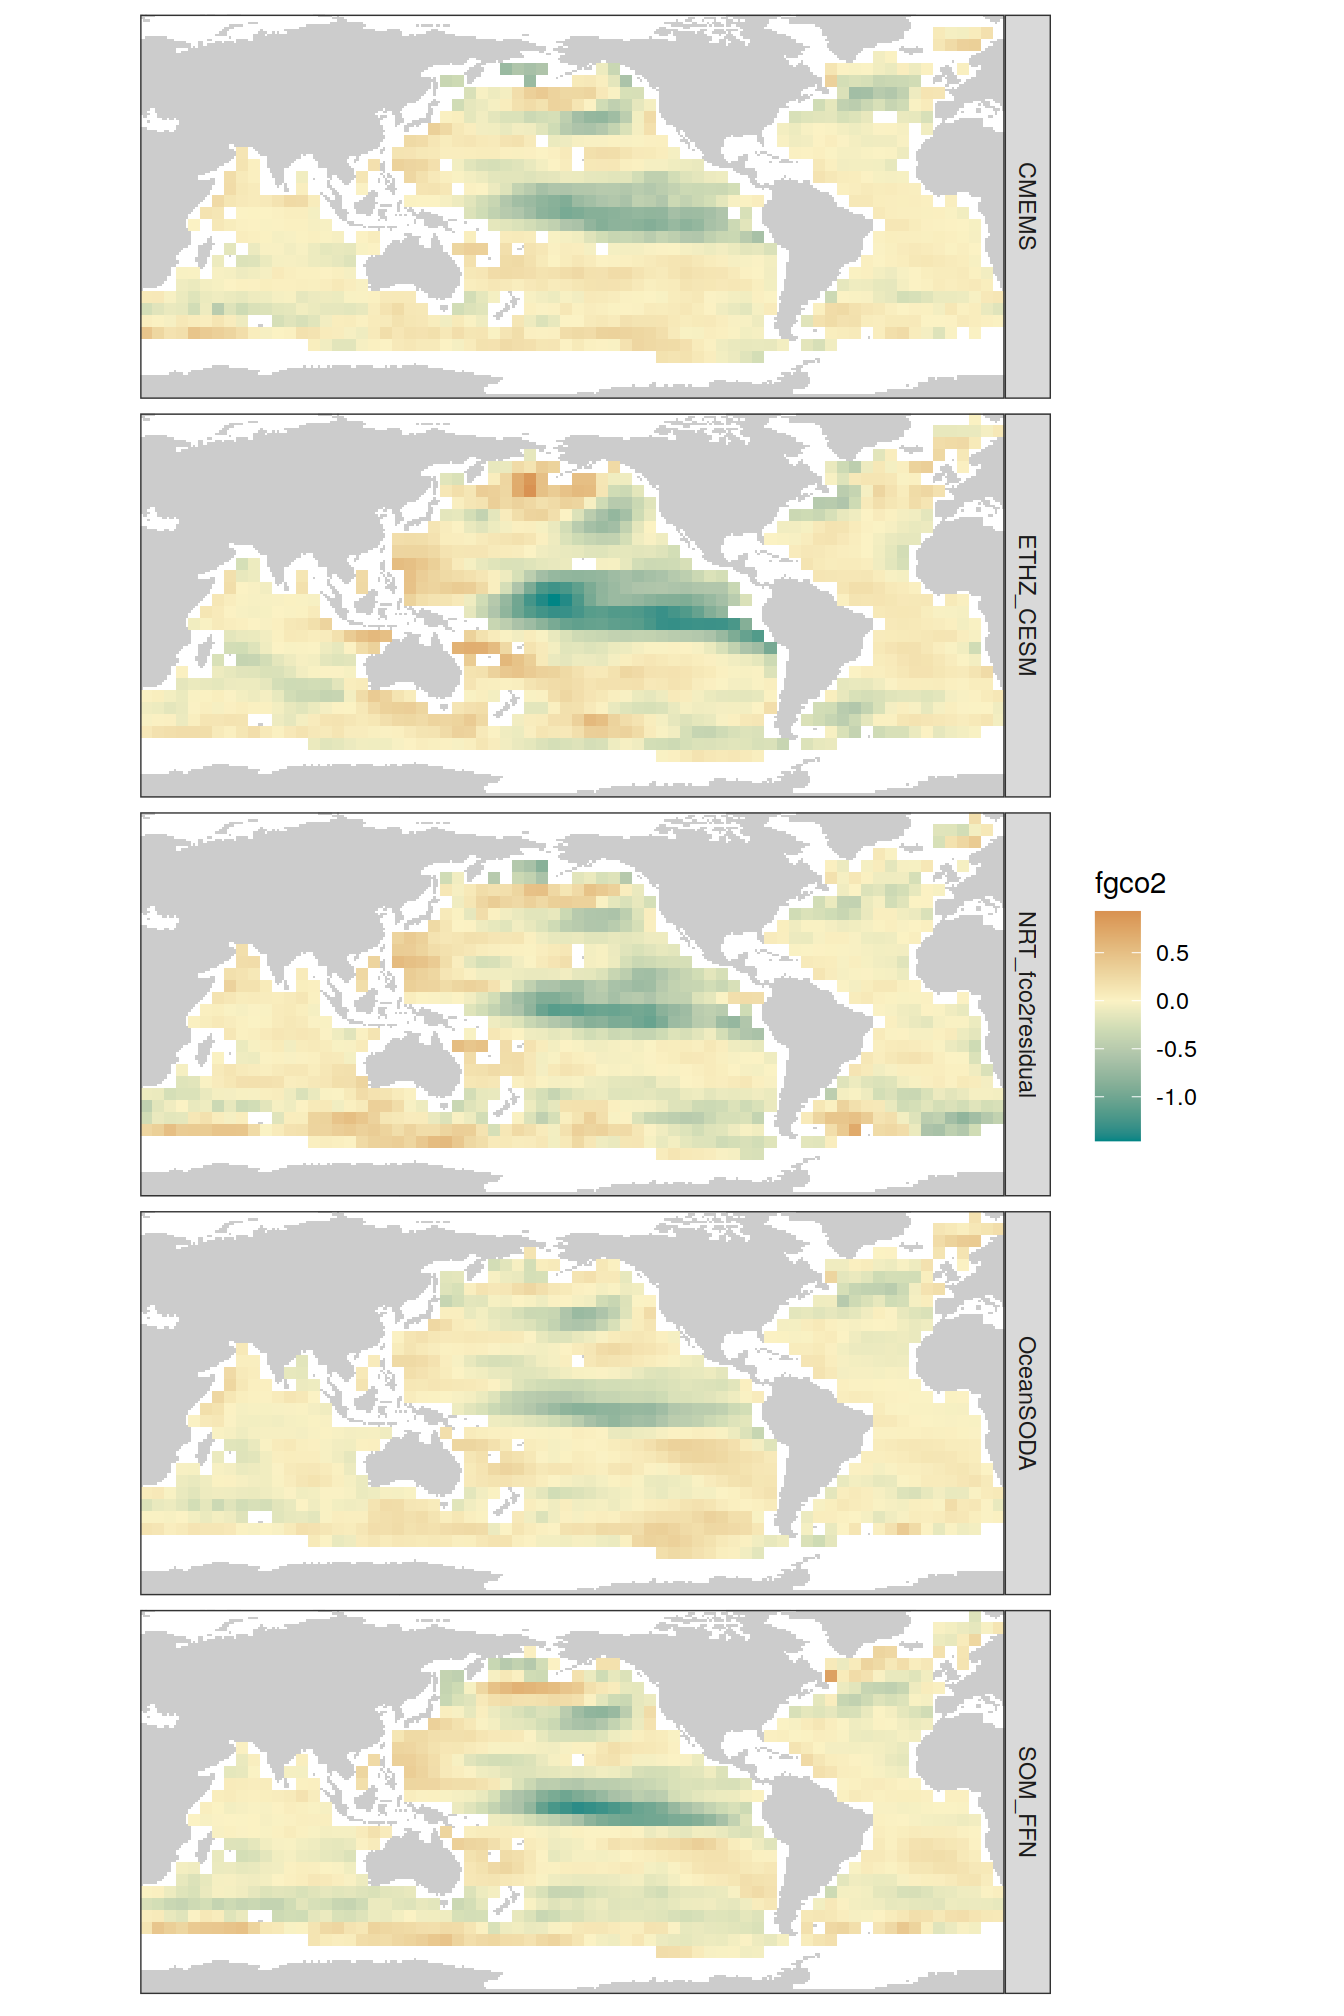 CMEMS
ETHZ_CESM
NRT_fco2residual
OceanSODA
SOM_FFN
fgco2
0.5
0.0
-0.5
-1.0